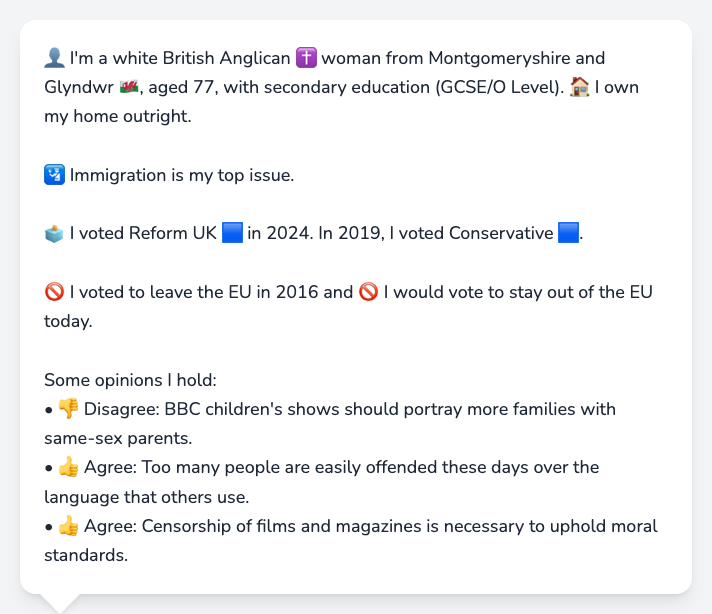 👤 I'm a white British Anglican ✝️ woman from Montgomeryshire and
Glyndwr 🏴󠁧󠁢󠁷󠁬󠁳󠁿, aged 77, with secondary education (GCSE/O Level). 🏠 I own
my home outright.
🛂 Immigration is my top issue.
🗳️ I voted Reform UK 🟦 in 2024. In 2019, I voted Conservative 🟦.
🚫 I voted to leave the EU in 2016 and 🚫 I would vote to stay out of the EU
today.
Some opinions I hold:
• 👎 Disagree: BBC children's shows should portray more families with
same-sex parents.
• 👍 Agree: Too many people are easily offended these days over the
language that others use.
• 👍 Agree: Censorship of films and magazines is necessary to uphold moral
standards.